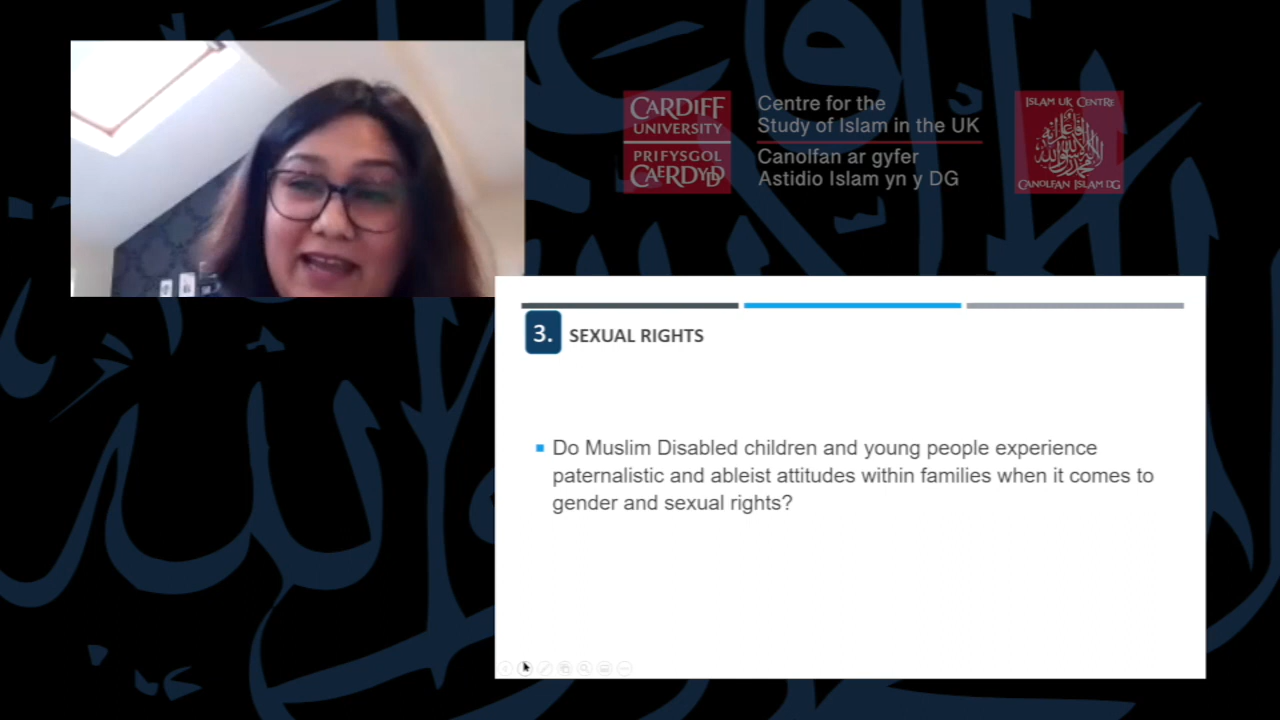 CARDIFF
UNIVERSITY
PRIFYSGOL
CAERDYDD
Centre for the
Study of Islam in the UK
Canolfan ar gyfer
Astidio Islam yn y DG
ISLAM UK CENTRE
CANOLFAN ISLAM DG
3. SEXUAL RIGHTS
Do Muslim Disabled children and young people experience
paternalistic and ableist attitudes within families when it comes to
gender and sexual rights?